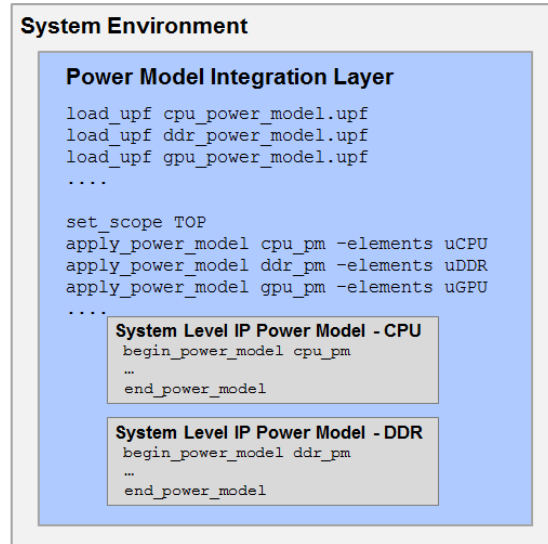 System Environment
Power Model Integration Layer
load_upf cpu_power_model.upf
load_upf ddr_power_model.upf
load_upf gpu_power_model.upf
....
set_scope TOP
apply_power_model cpu_pm –elements uCPU
apply_power_model ddr_pm –elements uDDR
apply_power_model gpu_pm –elements uGPU
....
System Level IP Power Model - CPU
begin_power_model cpu_pm
…
end_power_model
System Level IP Power Model - DDR
begin_power_model ddr_pm
…
end_power_model